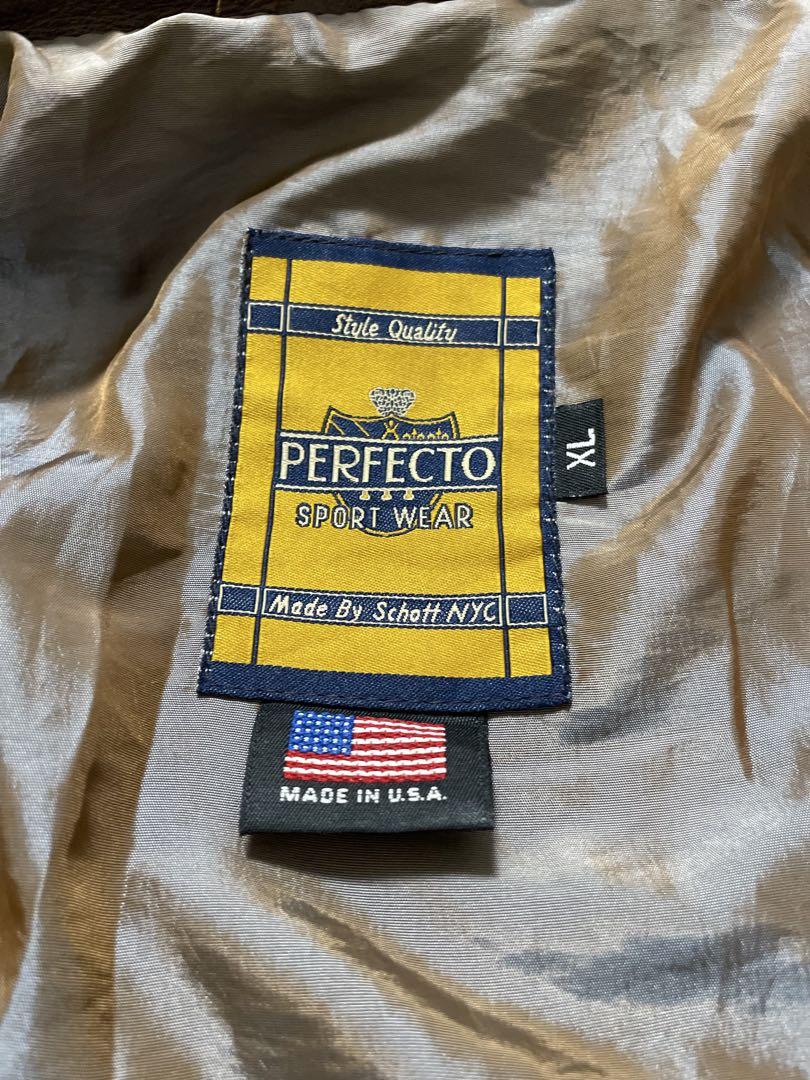 Style Quality
PERFECTO
SPORT WEAR
Made By Schott NYC
XL
MADE IN U.S.A.